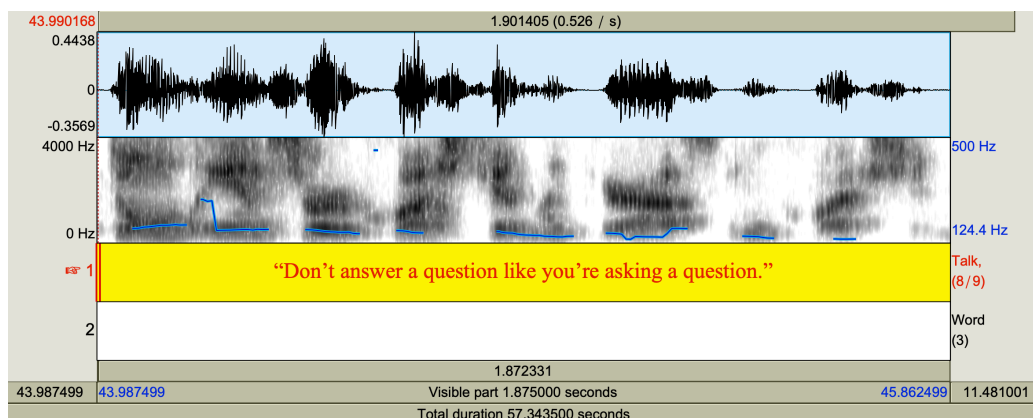 43.990168 1.901405 (0.526 / s)
0.4438
0
-0.3569
4000 Hz 500 Hz
0 Hz 124.4 Hz
☞ 1 “Don’t answer a question like you’re asking a question.” Talk,
(8/9)
2 Word
(3)
1.872331
43.987499 43.987499 Visible part 1.875000 seconds 45.862499 11.481001
Total duration 57.343500 seconds